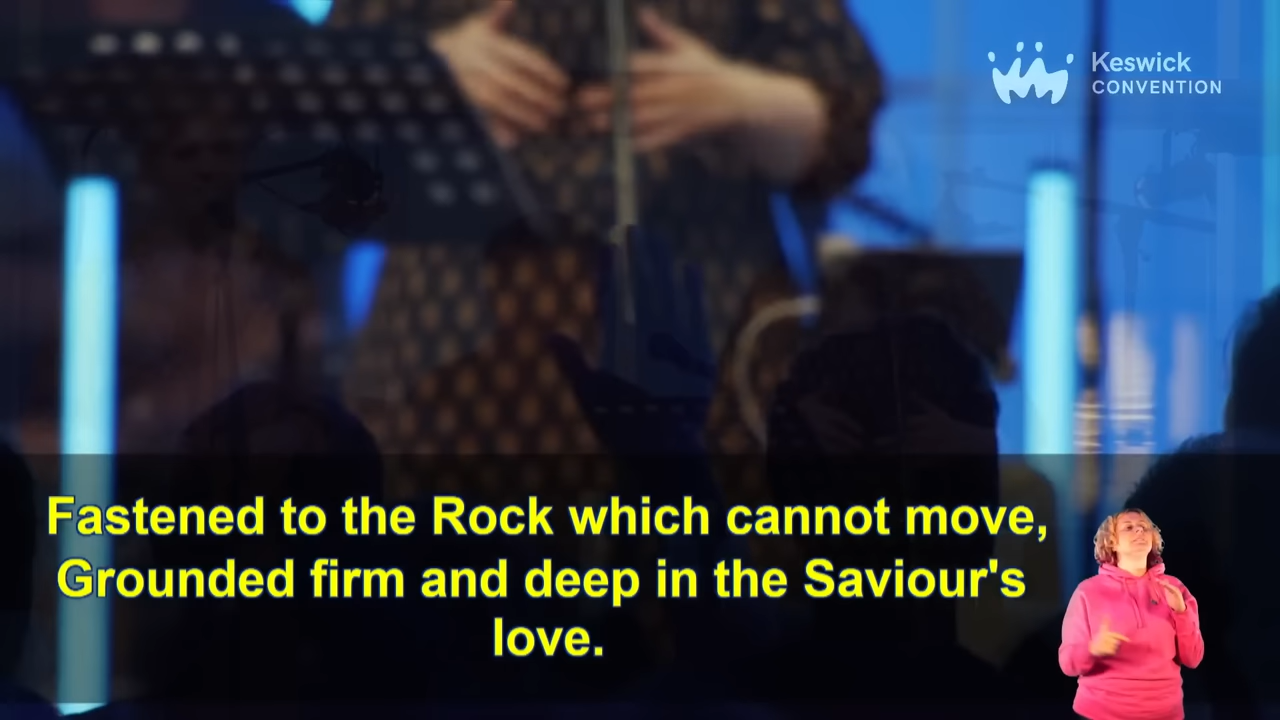 Keswick
CONVENTION
Fastened to the Rock which cannot move,
Grounded firm and deep in the Saviour's
love.